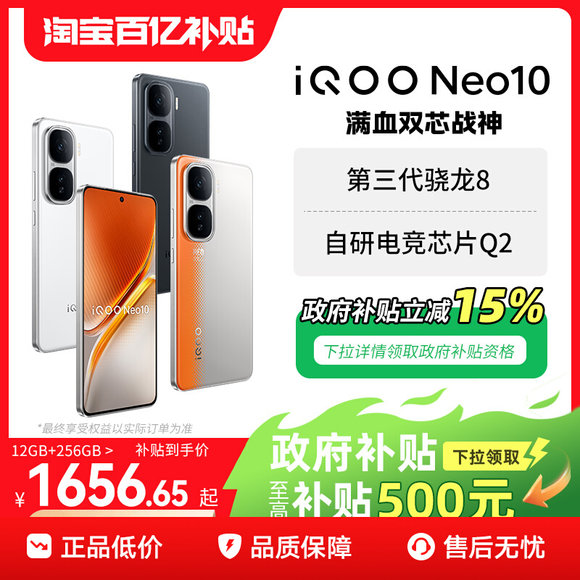 淘宝百亿补贴
iQOO Neo10
满血双芯战神
第三代骁龙8
自研电竞芯片Q2
政府补贴立减15%
下拉详情领取政府补贴资格
iQOO
iQOO Neo10
iQOO
*最终享受权益以实际订单为准
12GB+256GB > 补贴到手价
¥1656.65 起
政府补贴 下拉领取
至高补贴500元
正品低价
品质保障
售后无忧